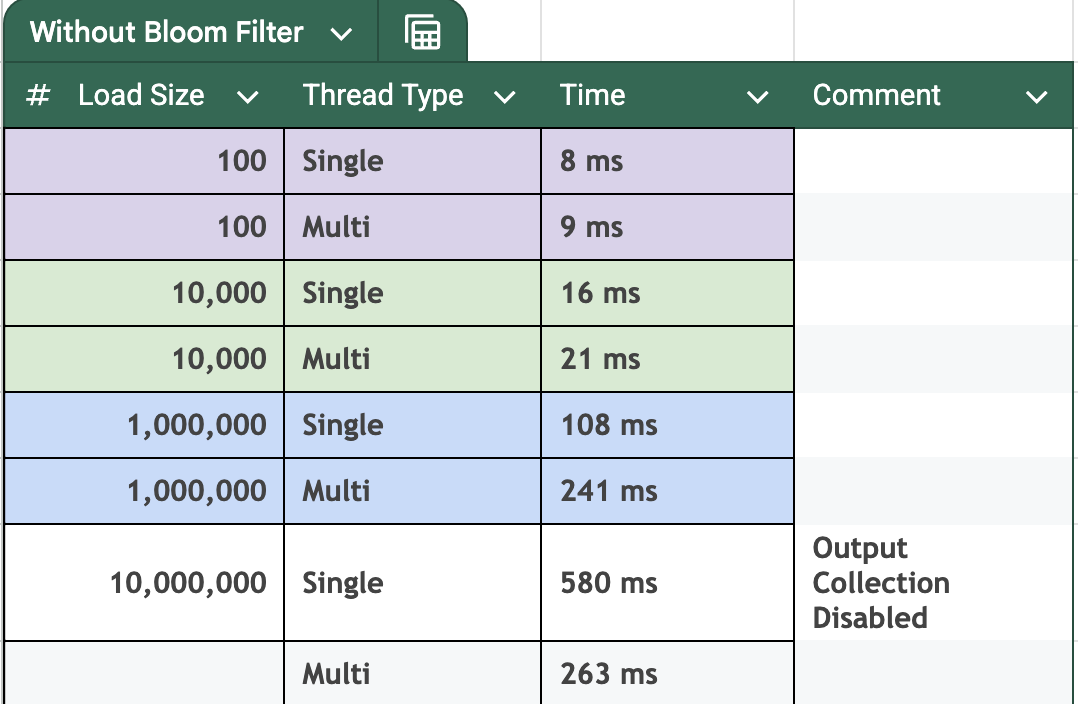 Without Bloom Filter
# Load Size Thread Type Time Comment
100 Single 8 ms
100 Multi 9 ms
10,000 Single 16 ms
10,000 Multi 21 ms
1,000,000 Single 108 ms
1,000,000 Multi 241 ms
10,000,000 Single 580 ms Output
Collection
Disabled
Multi 263 ms